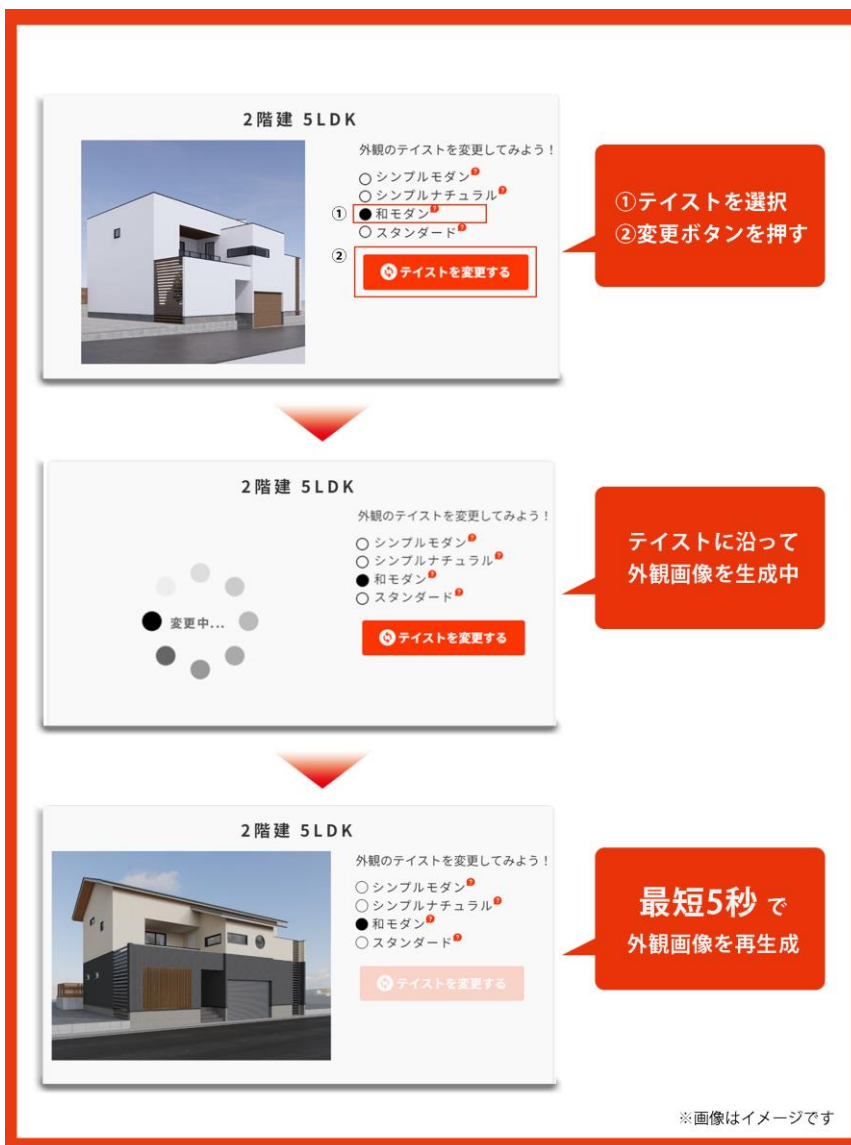 2階建 5LDK
外観のテイストを変更してみよう！
シンプルモダン?
シンプルナチュラル?
① 和モダン?
スタンダード?
②
テイストを変更する
①テイストを選択
②変更ボタンを押す
2階建 5LDK
外観のテイストを変更してみよう！
シンプルモダン?
シンプルナチュラル?
和モダン?
スタンダード?
変更中...
テイストを変更する
テイストに沿って
外観画像を生成中
2階建 5LDK
外観のテイストを変更してみよう！
シンプルモダン?
シンプルナチュラル?
和モダン?
スタンダード?
テイストを変更する
最短5秒 で
外観画像を再生成
※画像はイメージです